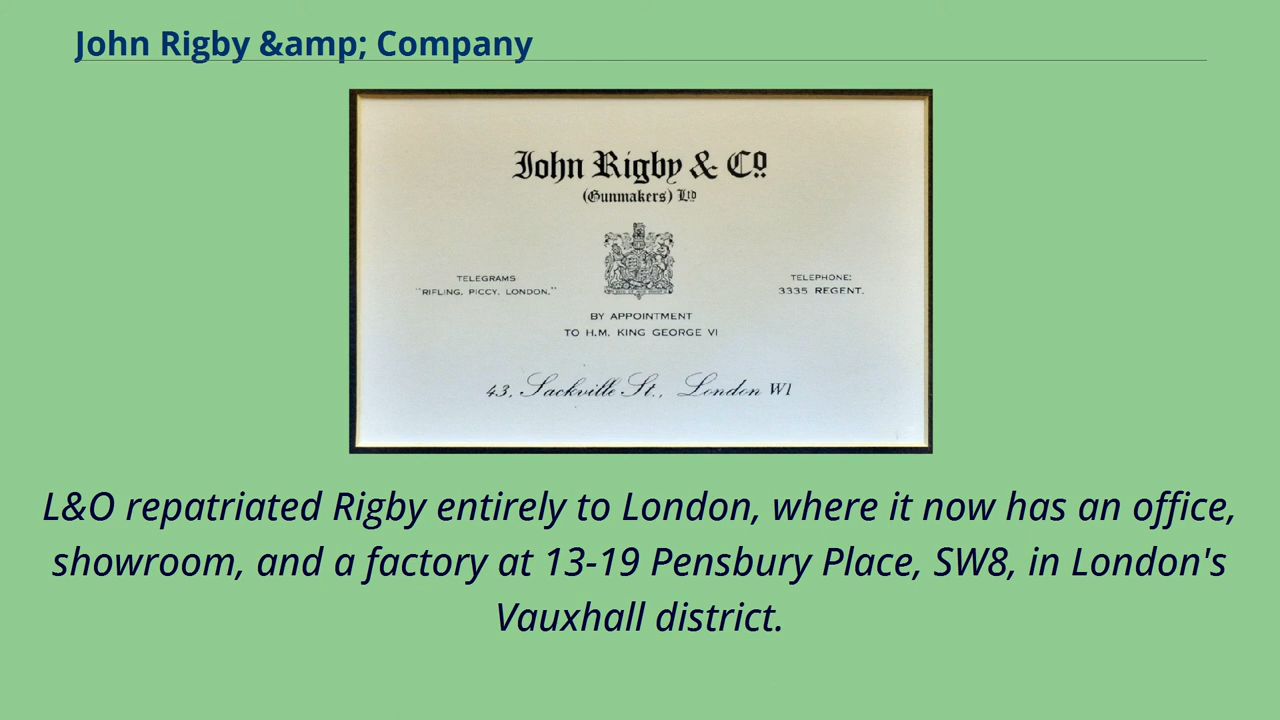 John Rigby &amp; Company
John Rigby & Co.
(Gunmakers) Ltd
TELEGRAMS
"RIFLING, PICCY, LONDON."
TELEPHONE:
3335 REGENT.
BY APPOINTMENT
TO H.M. KING GEORGE VI
43, Sackville St., London W1
L&O repatriated Rigby entirely to London, where it now has an office,
showroom, and a factory at 13-19 Pensbury Place, SW8, in London's
Vauxhall district.